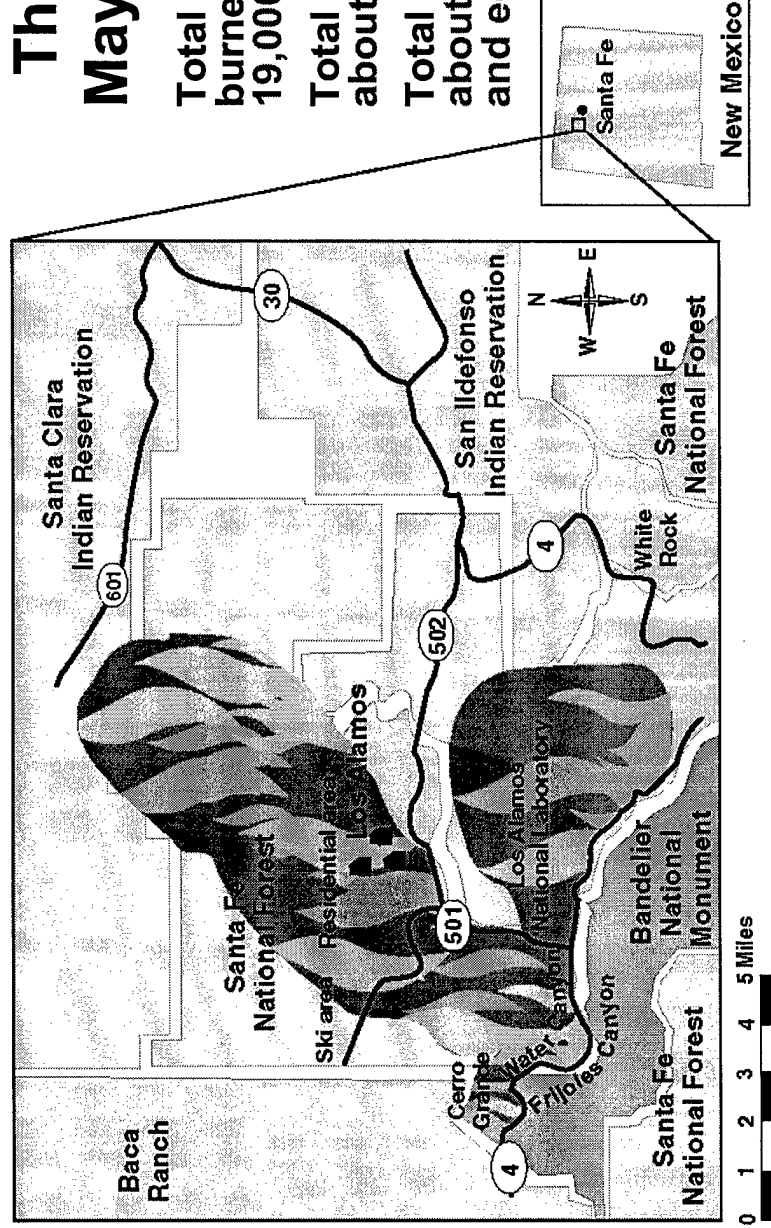 Th
May
Total
burne
19,000
Total
about
Total
about
and e
Santa Fe
New Mexico
Santa Clara
Indian Reservation
601
30
San Ildefonso
Indian Reservation
N
W
E
S
Santa Fe
National Forest
4
White
Rock
502
Los Alamos
Residential area
Los Alamos
National Laboratory
Santa Fe
National Forest
Ski area
501
Bandelier
National
Monument
Water Canyon
Frijoles Canyon
Cerro
Grande
4
Baca
Ranch
Santa Fe
National Forest
0 1 2 3 4 5 Miles